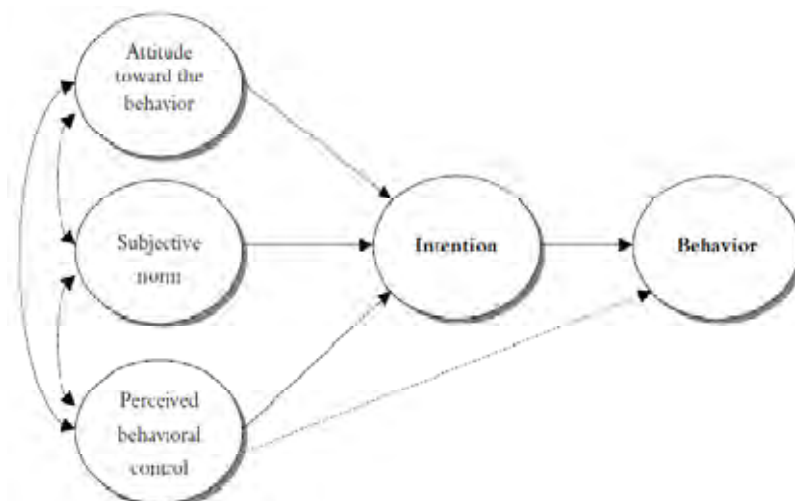 Attitude
toward the
behavior
Subjective
norm
Intention
Behavior
Perceived
behavioral
control